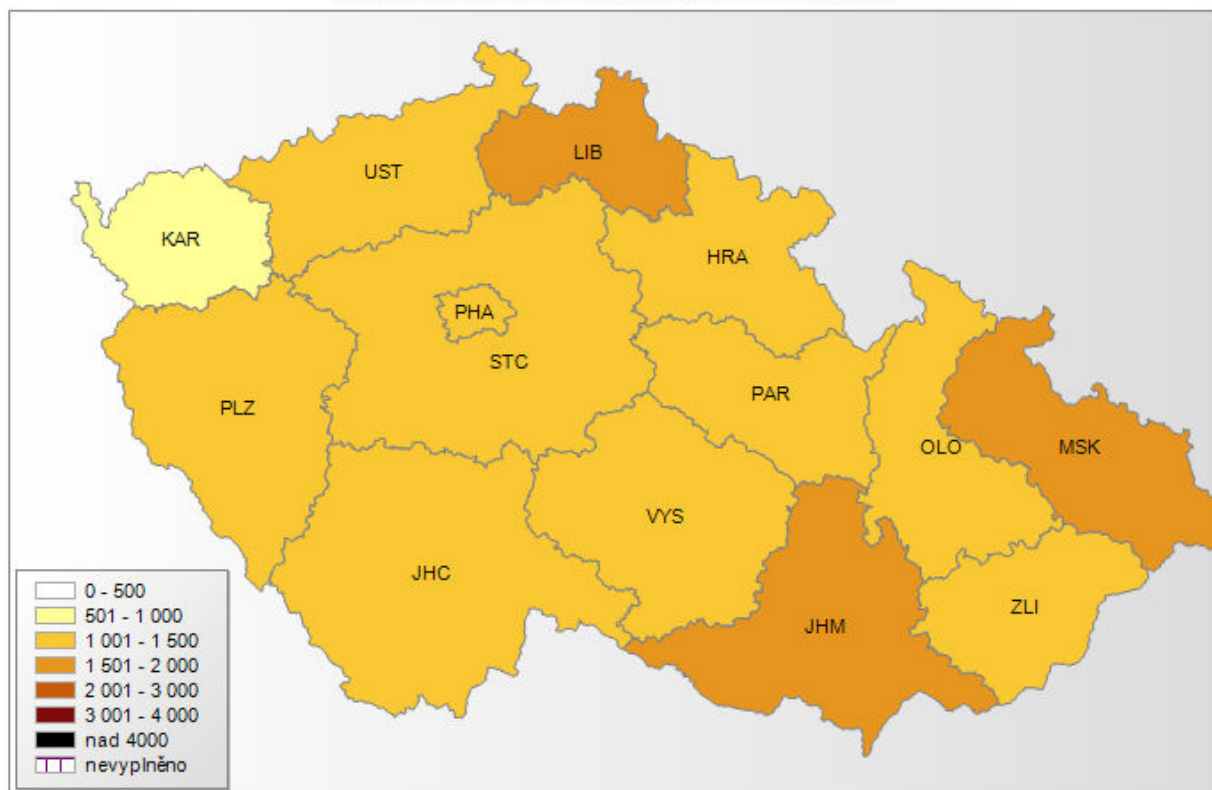 LIB
UST
KAR
HRA
PHA
STC
PLZ
PAR
OLO
MSK
VYS
JHC
ZLI
JHM
0 - 500
501 - 1 000
1 001 - 1 500
1 501 - 2 000
2 001 - 3 000
3 001 - 4 000
nad 4000
nevyplněno